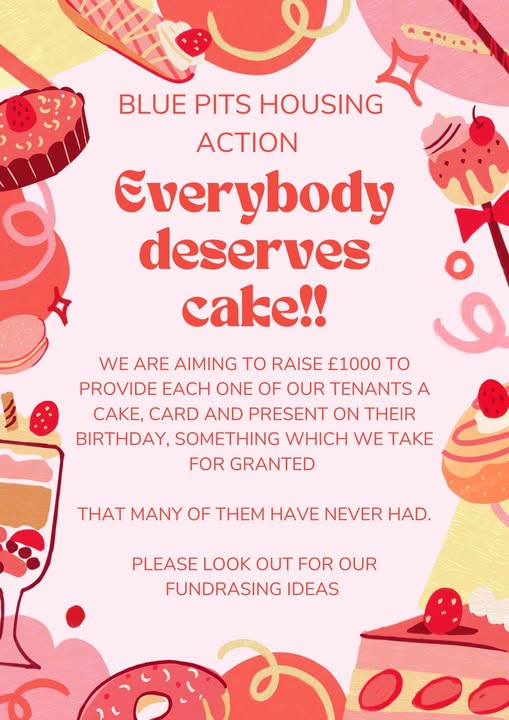 BLUE PITS HOUSING
ACTION
Everybody
deserves
cake!!
WE ARE AIMING TO RAISE £1000 TO
PROVIDE EACH ONE OF OUR TENANTS A
CAKE, CARD AND PRESENT ON THEIR
BIRTHDAY, SOMETHING WHICH WE TAKE
FOR GRANTED
THAT MANY OF THEM HAVE NEVER HAD.
PLEASE LOOK OUT FOR OUR
FUNDRASING IDEAS